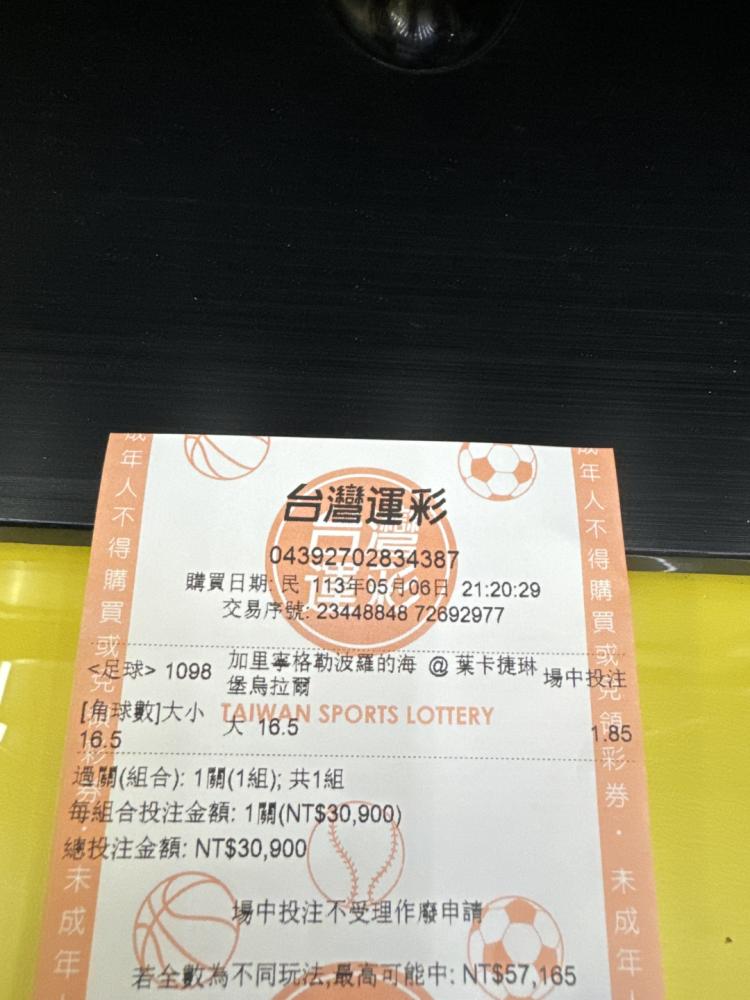 台灣運彩
04392702834387
購買日期: 民 113年05月06日 21:20:29
交易序號: 23448848 72692977
<足球> 1098 加里寧格勒波羅的海 @ 葉卡捷琳堡烏拉爾 場中投注
TAIWAN SPORTS LOTTERY
[角球數]大小 16.5 大 16.5 1.85
過關(組合): 1關(1組); 共1組
每組合投注金額: 1關(NT$30,900)
總投注金額: NT$30,900
場中投注不受理作廢申請
若全數為不同玩法,最高可能中: NT$57,165
成年人不得購買或兌領彩券・未成年人
成年人不得購買或兌領彩券・未成年人